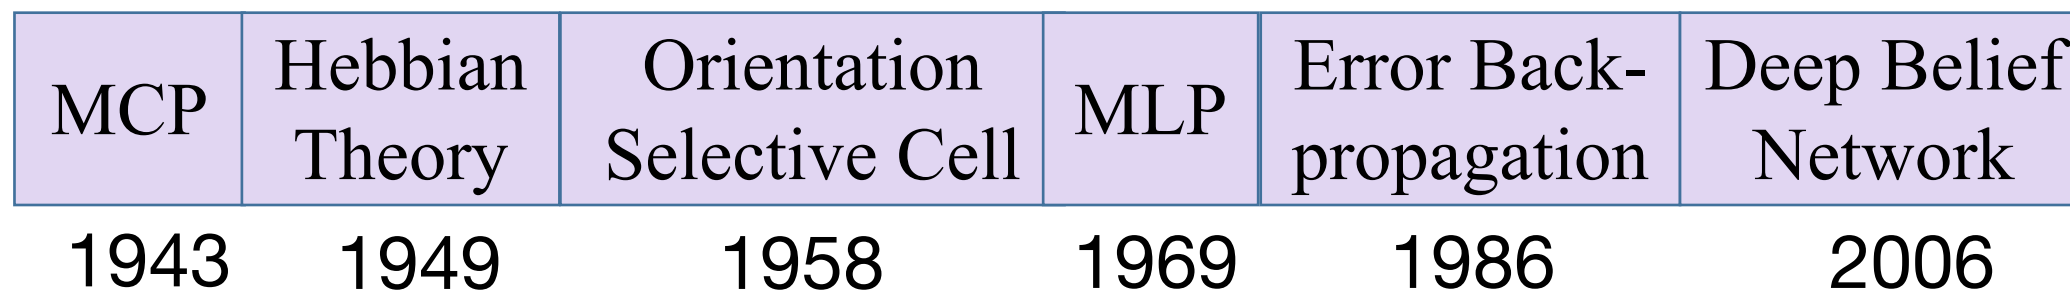 MCP
Hebbian
Theory
Orientation
Selective Cell
MLP
Error Back-
propagation
Deep Belief
Network
1943 1949 1958 1969 1986 2006